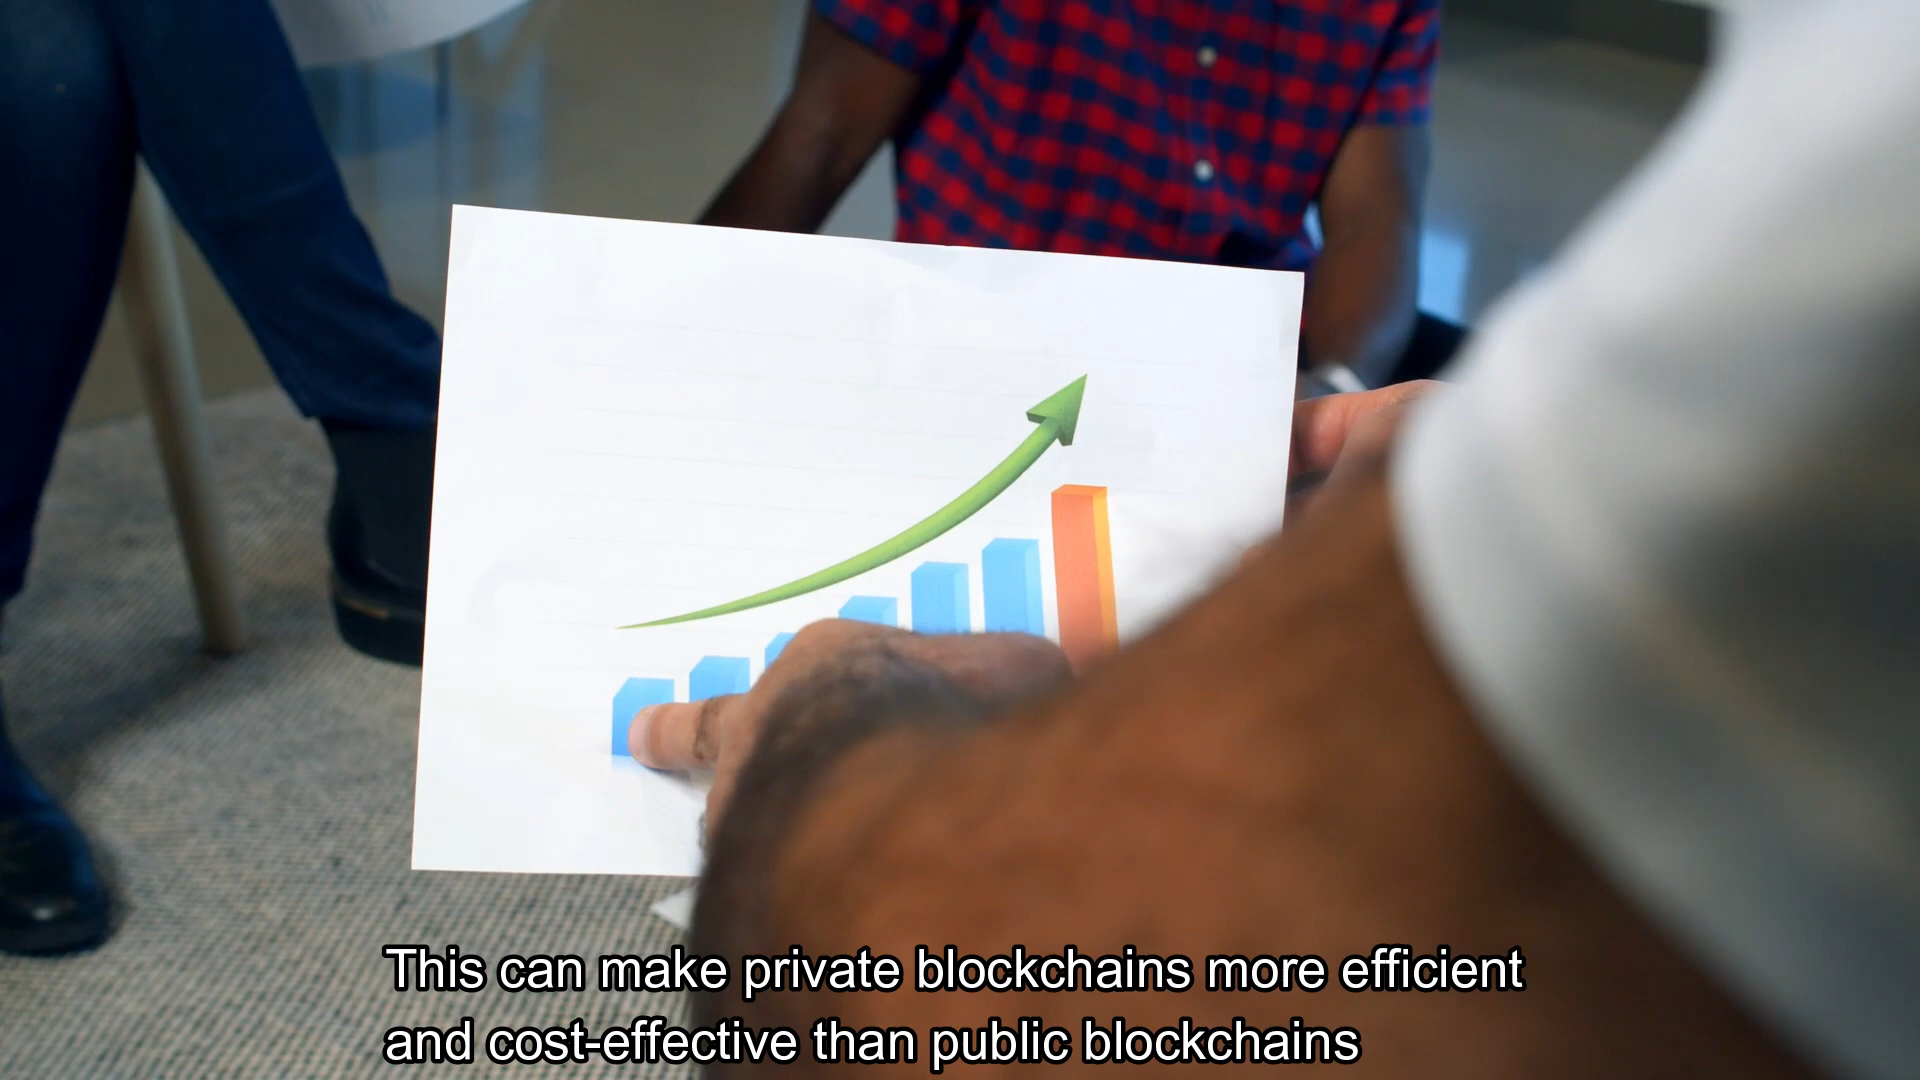 This can make private blockchains more efficient
and cost-effective than public blockchains